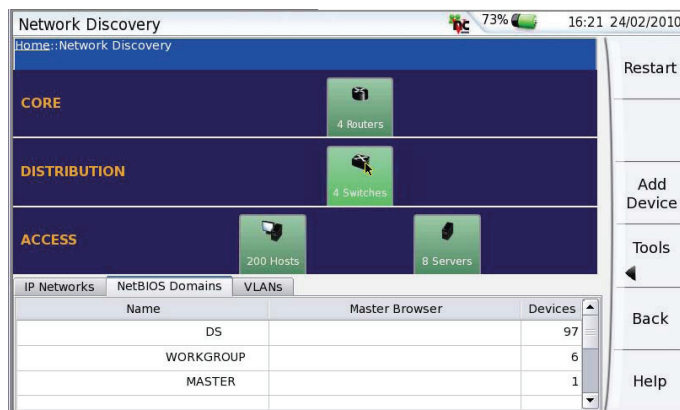 Network Discovery
DC 73% 16:21 24/02/2010
Home::Network Discovery
CORE
4 Routers
DISTRIBUTION
4 Switches
ACCESS
200 Hosts
8 Servers
IP Networks NetBIOS Domains VLANs
Name Master Browser Devices
DS 97
WORKGROUP 6
MASTER 1
Restart
Add
Device
Tools
Back
Help